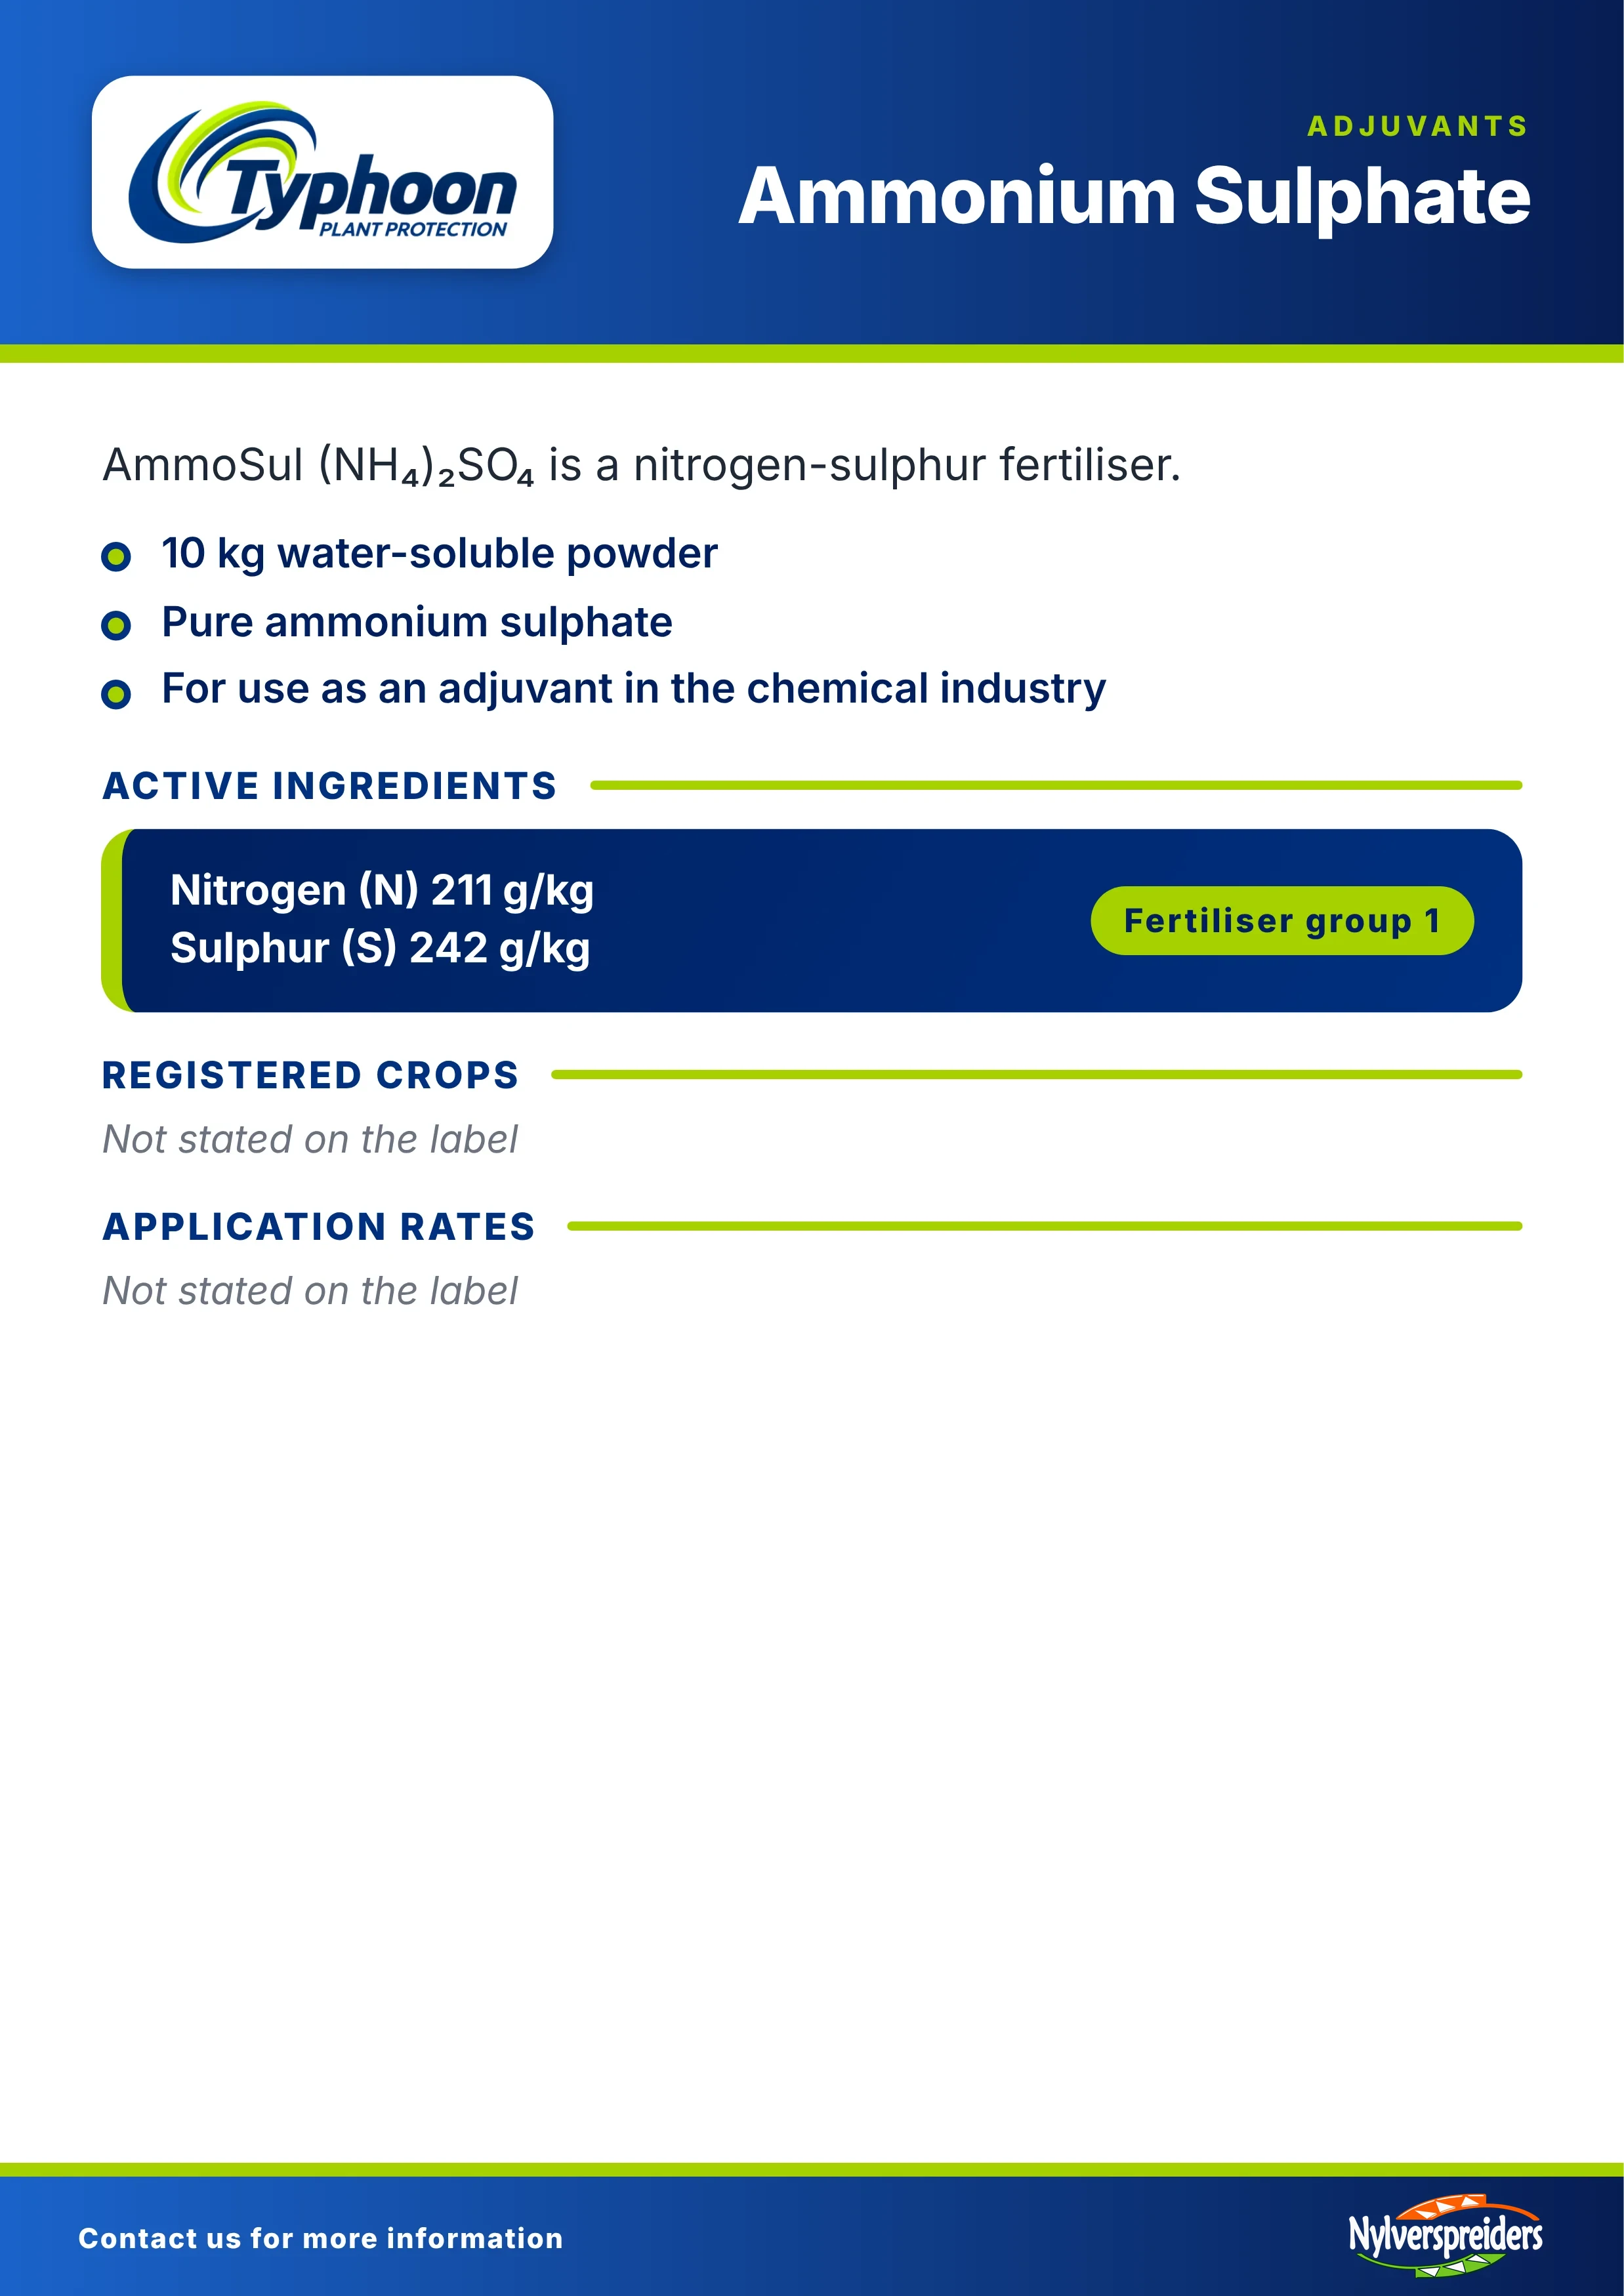 Typhoon
PLANT PROTECTION
ADJUVANTS
Ammonium Sulphate
AmmoSul (NH₄)₂SO₄ is a nitrogen-sulphur fertiliser.
10 kg water-soluble powder
Pure ammonium sulphate
For use as an adjuvant in the chemical industry
ACTIVE INGREDIENTS
Nitrogen (N) 211 g/kg
Sulphur (S) 242 g/kg
Fertiliser group 1
REGISTERED CROPS
Not stated on the label
APPLICATION RATES
Not stated on the label
Contact us for more information
Nylverspreiders